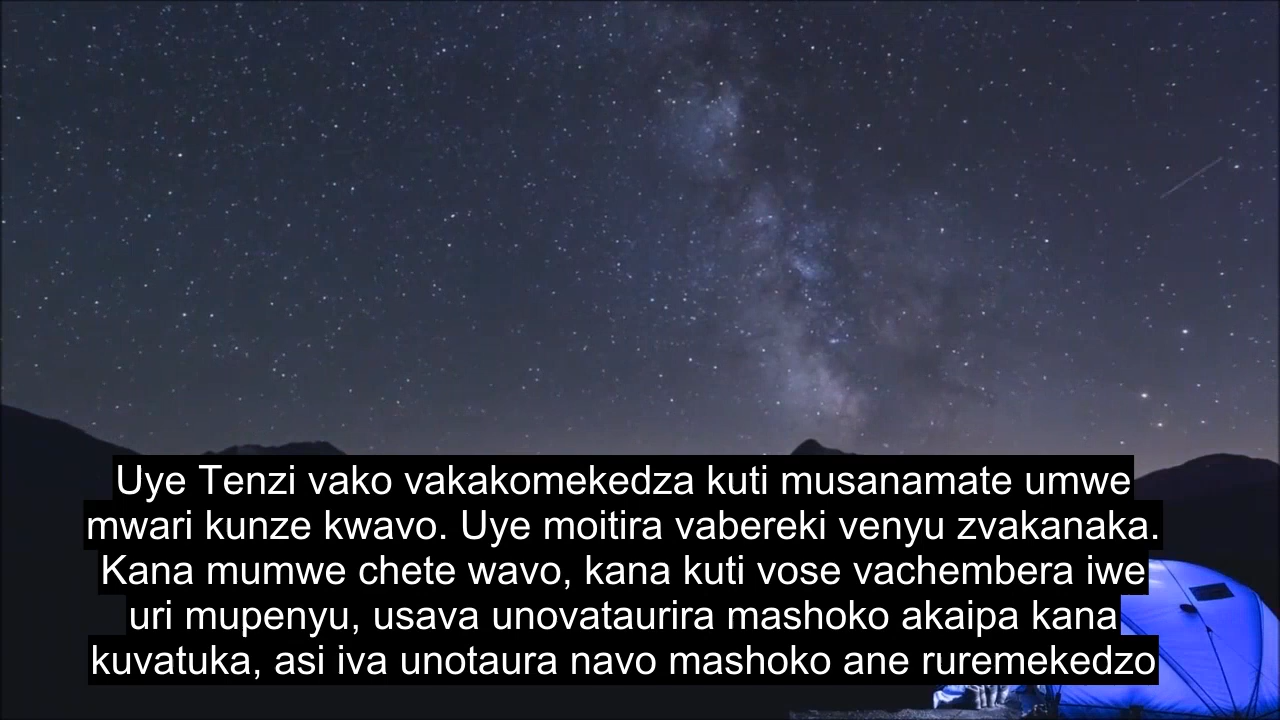 Uye Tenzi vako vakakomekedza kuti musanamate umwe
mwari kunze kwavo. Uye moitira vabereki venyu zvakanaka.
Kana mumwe chete wavo, kana kuti vose vachembera iwe
uri mupenyu, usava unovataurira mashoko akaipa kana
kuvatuka, asi iva unotaura navo mashoko ane ruremekedzo